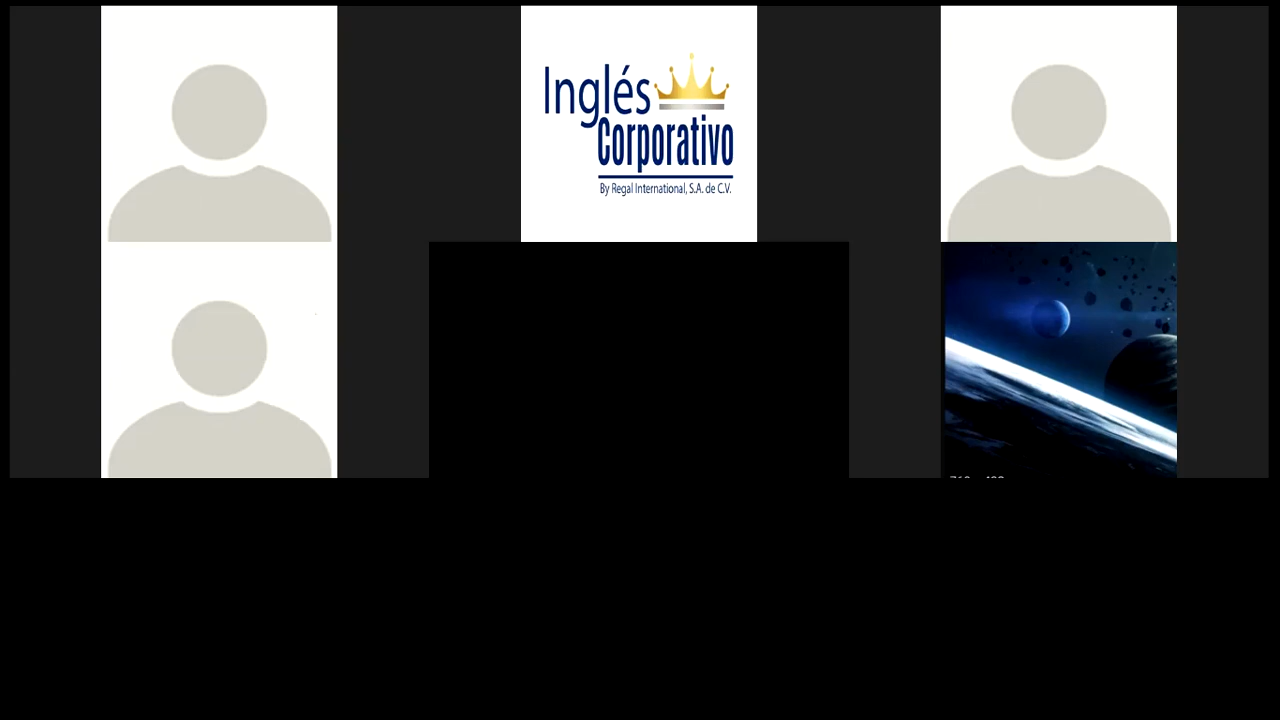 Inglés
Corporativo
By Regal International, S.A. de C.V.